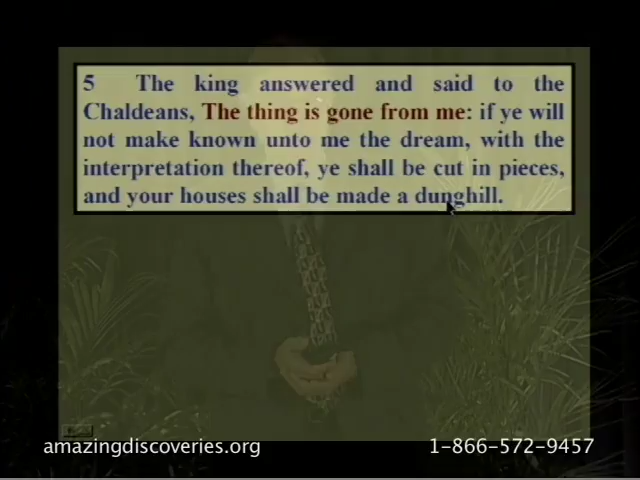 5 The king answered and said to the
Chaldeans, The thing is gone from me: if ye will
not make known unto me the dream, with the
interpretation thereof, ye shall be cut in pieces,
and your houses shall be made a dunghill.
amazingdiscoveries.org 1-866-572-9457